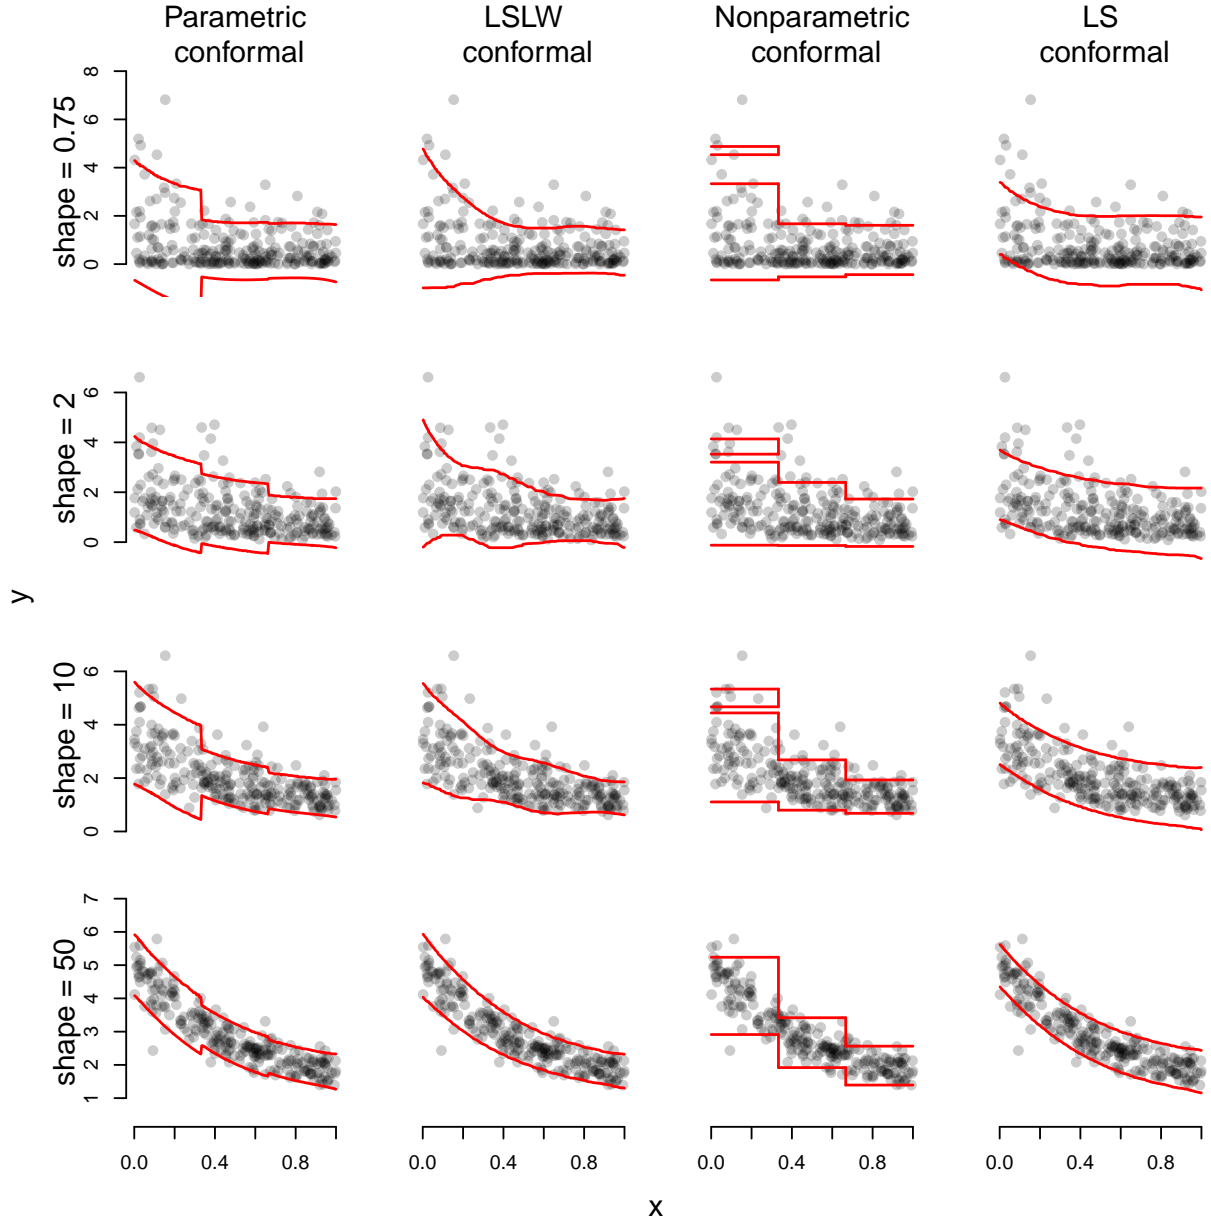 Parametric
conformal
LSLW
conformal
Nonparametric
conformal
LS
conformal
shape = 0.75
0 2 4 6 8
shape = 2
0 2 4 6
shape = 10
0 2 4 6
shape = 50
1 2 3 4 5 6 7
y
0.0 0.4 0.8
0.0 0.4 0.8
0.0 0.4 0.8
0.0 0.4 0.8
x